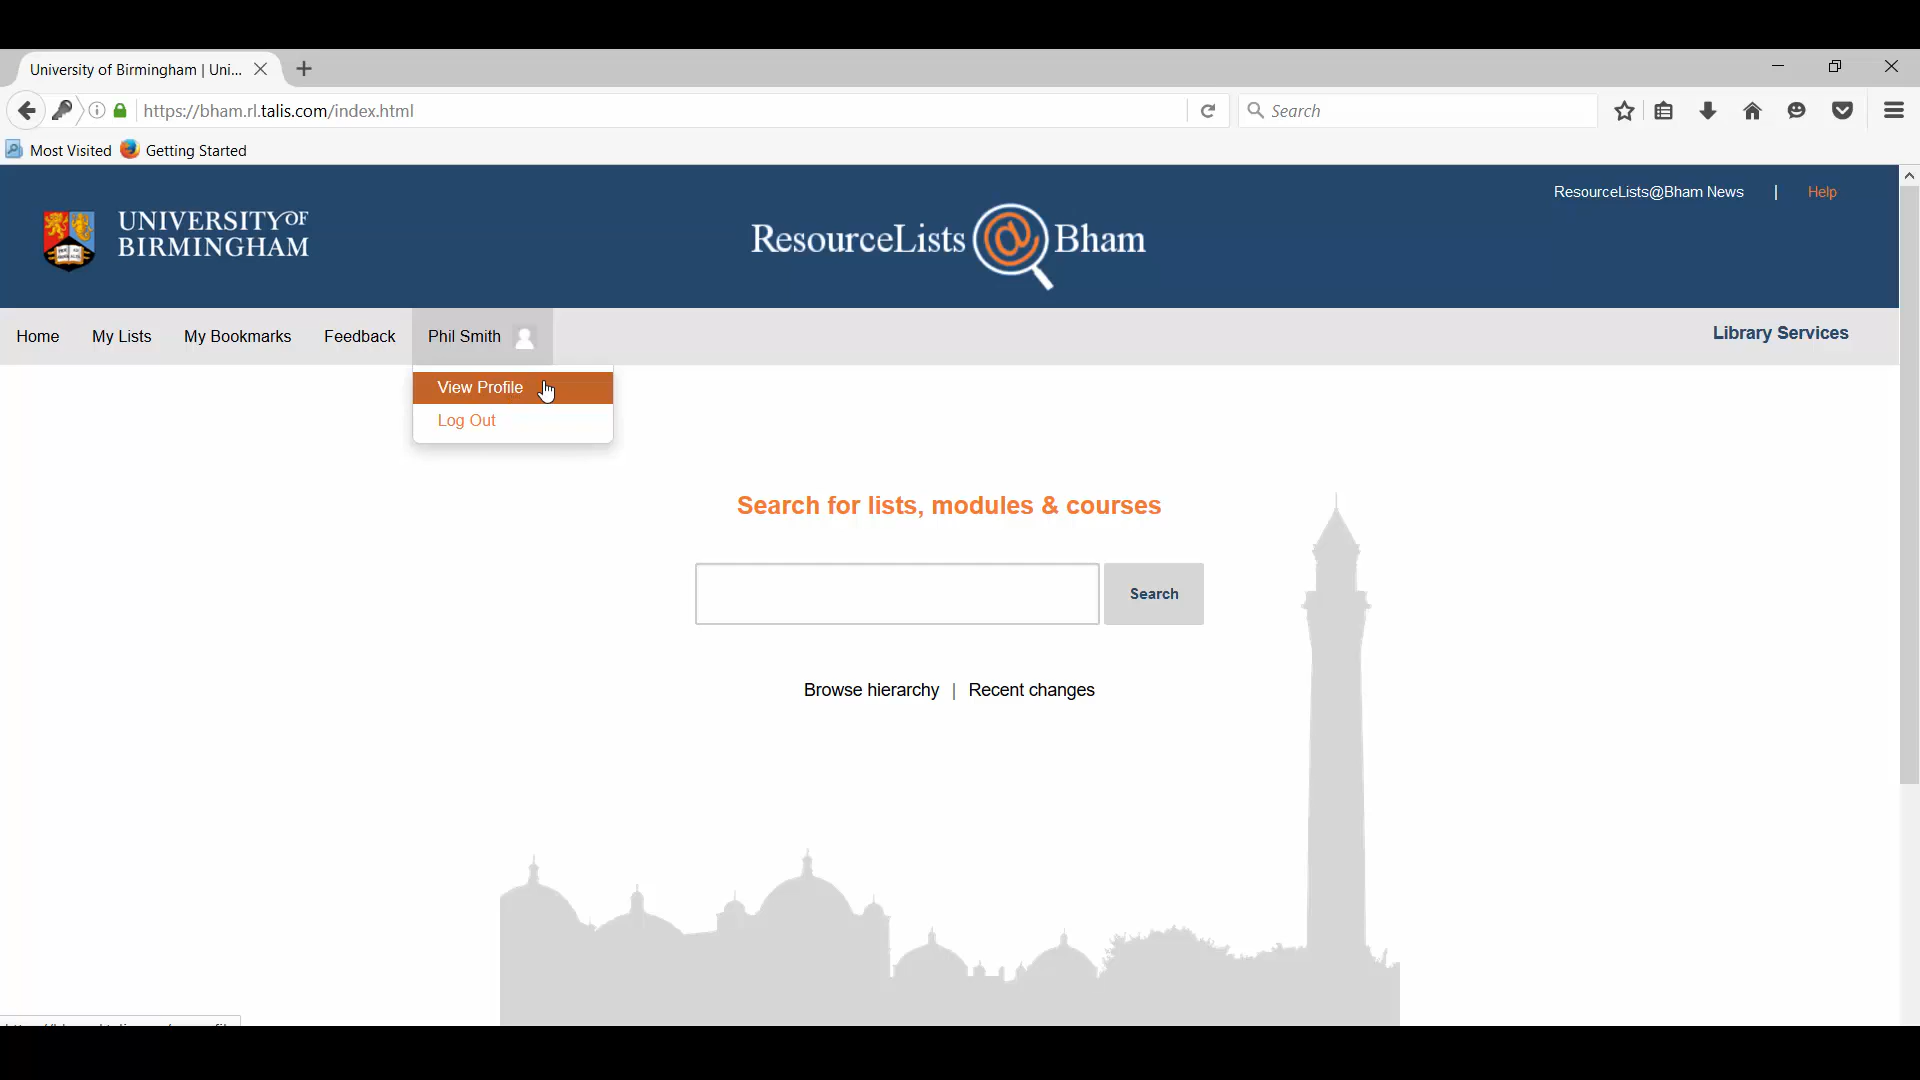 University of Birmingham | Uni...
https://bham.rl.talis.com/index.html
Search
Most Visited
Getting Started
ResourceLists@Bham News | Help
UNIVERSITY OF
BIRMINGHAM
ResourceLists @ Bham
Home
My Lists
My Bookmarks
Feedback
Phil Smith
Library Services
View Profile
Log Out
Search for lists, modules & courses
Search
Browse hierarchy | Recent changes